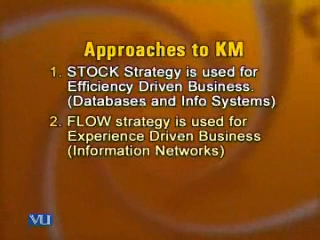 Approaches to KM
1. STOCK Strategy is used for
Efficiency Driven Business.
(Databases and Info Systems)
2. FLOW strategy is used for
Experience Driven Business
(Information Networks)
VU